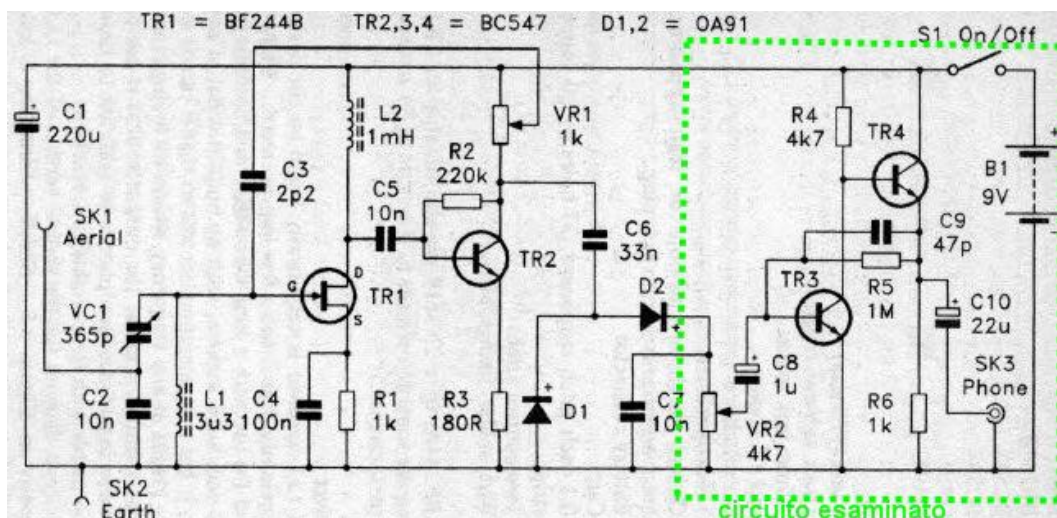 TR1 = BF244B TR2,3,4 = BC547 D1,2 = OA91
S1 On/Off
C1
220u
L2
1mH
VR1
1k
R4
4k7
TR4
C3
2p2
R2
220k
C5
10n
B1
9V
SK1
Aerial
C6
33n
C9
47p
D
G
S
TR1
TR2
D2
TR3
R5
1M
VC1
365p
C10
22u
C8
1u
SK3
Phone
C2
10n
L1
3u3
C4
100n
R1
1k
R3
180R
D1
C7
10n
VR2
4k7
R6
1k
SK2
Earth
circuito esaminato